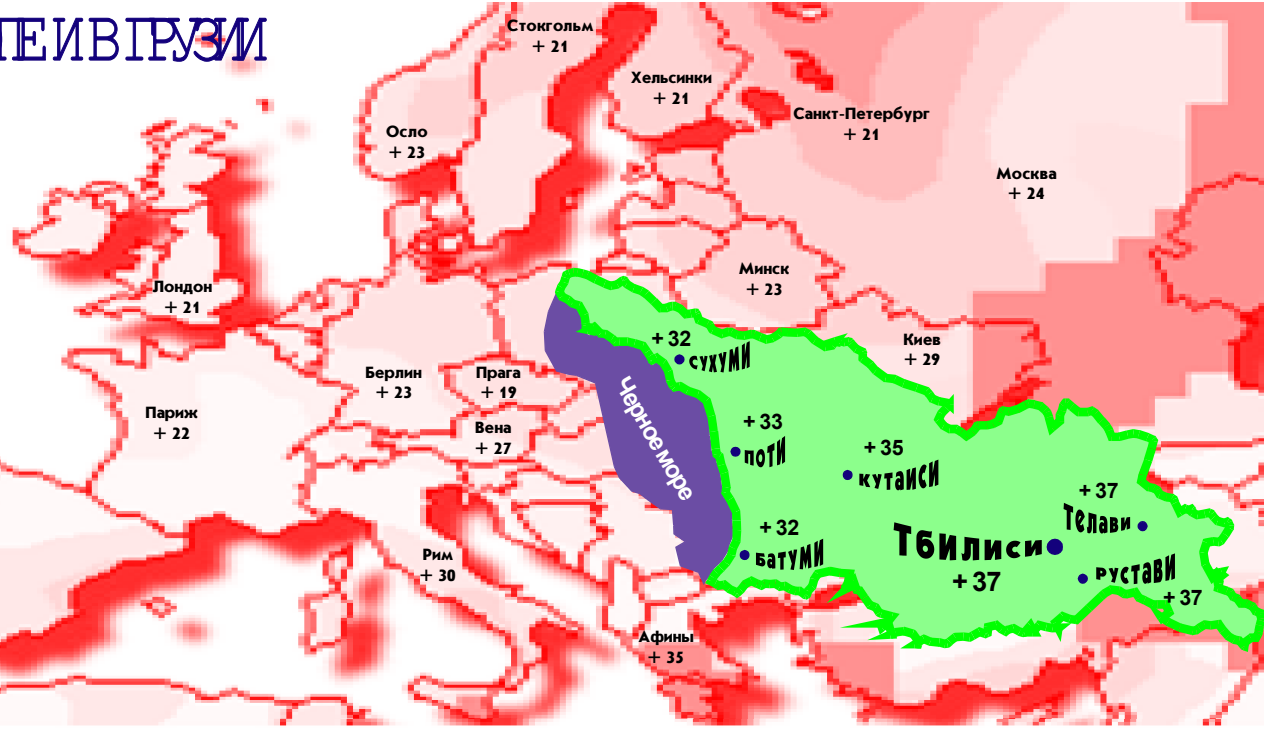 И В ГРУЗИИ
Стокгольм
+ 21
Хельсинки
+ 21
Санкт-Петербург
+ 21
Осло
+ 23
Москва
+ 24
Лондон
+ 21
Минск
+ 23
Киев
+ 29
+ 32
СУХУМИ
Берлин
+ 23
Прага
+ 19
Париж
+ 22
Вена
+ 27
Черное море
+ 33
ПОТИ
+ 35
КУТАИСИ
+ 37
Телави
Тбилиси
+ 37
+ 32
БАТУМИ
РУСТАВИ
+ 37
Рим
+ 30
Афины
+ 35